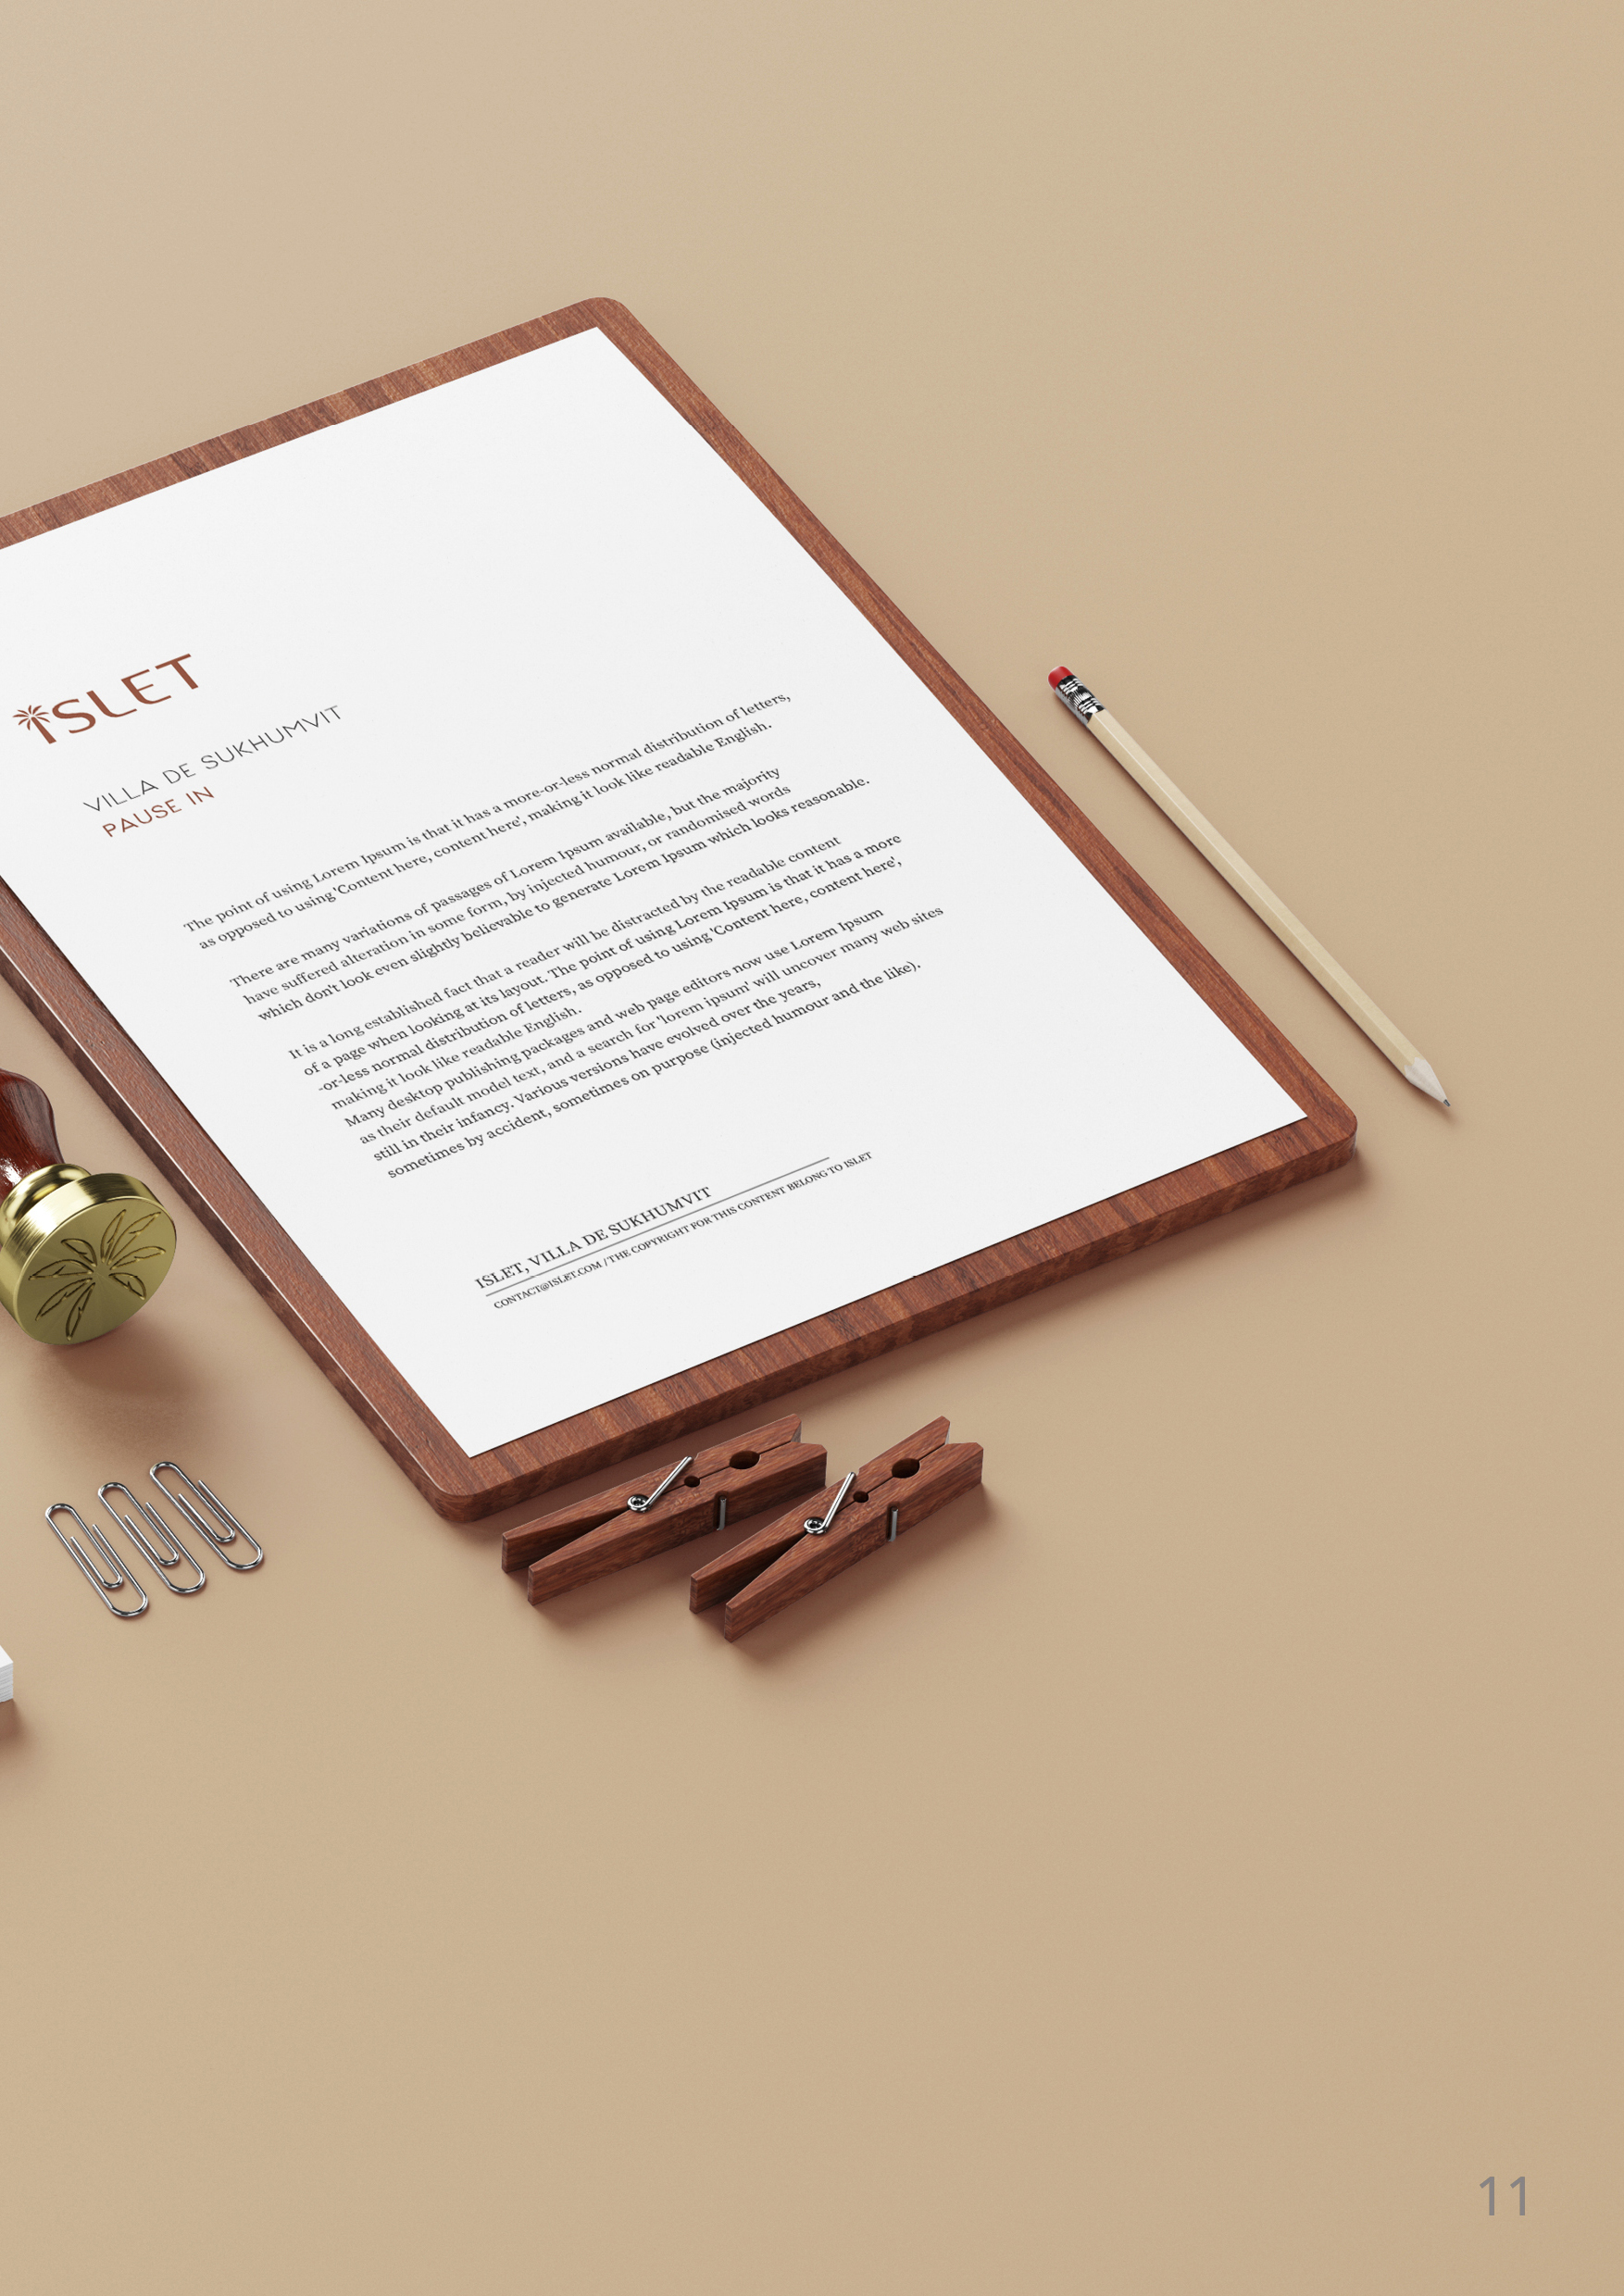 ISLET
VILLA DE SUKHUMVIT
PAUSE IN
The point of using Lorem Ipsum is that it has a more-or-less normal distribution of letters,
as opposed to using 'Content here, content here', making it look like readable English.
There are many variations of passages of Lorem Ipsum available, but the majority
have suffered alteration in some form, by injected humour, or randomised words
which don't look even slightly believable to generate Lorem Ipsum which looks reasonable.
It is a long established fact that a reader will be distracted by the readable content
of a page when looking at its layout. The point of using Lorem Ipsum is that it has a more
-or-less normal distribution of letters, as opposed to using 'Content here, content here',
making it look like readable English.
Many desktop publishing packages and web page editors now use Lorem Ipsum
as their default model text, and a search for 'lorem ipsum' will uncover many web sites
still in their infancy. Various versions have evolved over the years,
sometimes by accident, sometimes on purpose (injected humour and the like).
ISLET, VILLA DE SUKHUMVIT
CONTACT@ISLET.COM / THE COPYRIGHT FOR THIS CONTENT BELONG TO ISLET
11